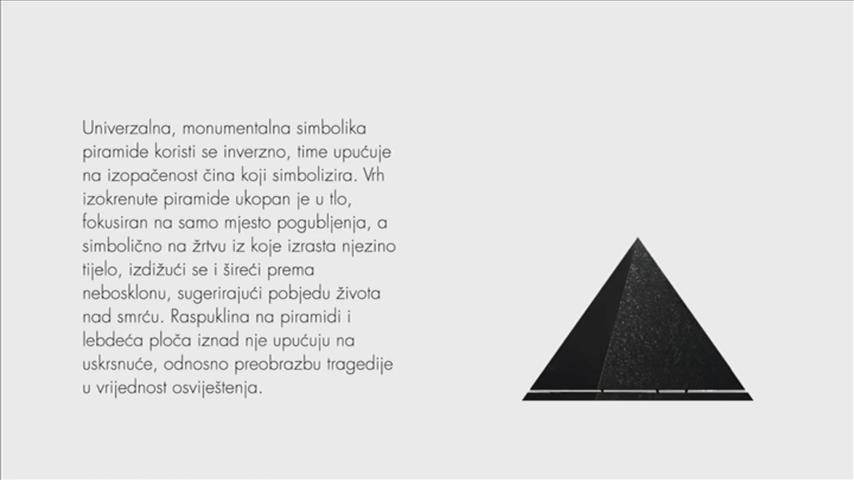 Univerzalna, monumentalna simbolika
piramide koristi se inverzno, time upućuje
na izopačenost čina koji simbolizira. Vrh
izokrenute piramide ukopan je u tlo,
fokusiran na samo mjesto pogubljenja, a
simbolično na žrtvu iz koje izrasta njezino
tijelo, izdižući se i šireći prema
nebosklonu, sugerirajući pobjedu života
nad smrću. Raspuklina na piramidi i
lebdeća ploča iznad nje upućuju na
uskrsnuće, odnosno preobrazbu tragedije
u vrijednost osviještenja.